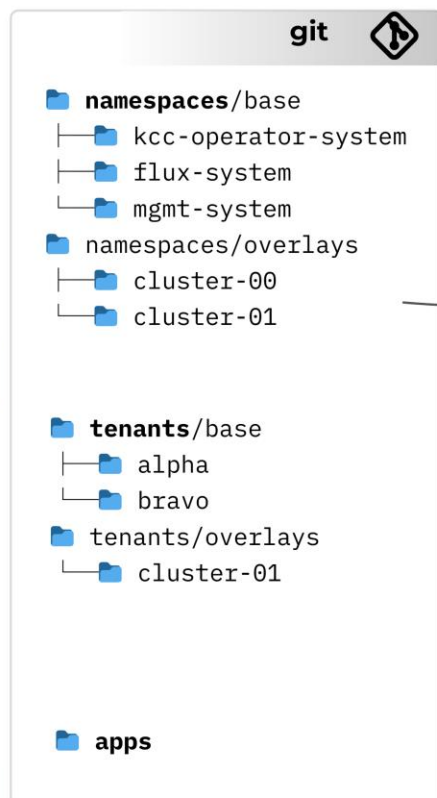 git
namespaces/base
kcc-operator-system
flux-system
mgmt-system
namespaces/overlays
cluster-00
cluster-01
tenants/base
alpha
bravo
tenants/overlays
cluster-01
apps